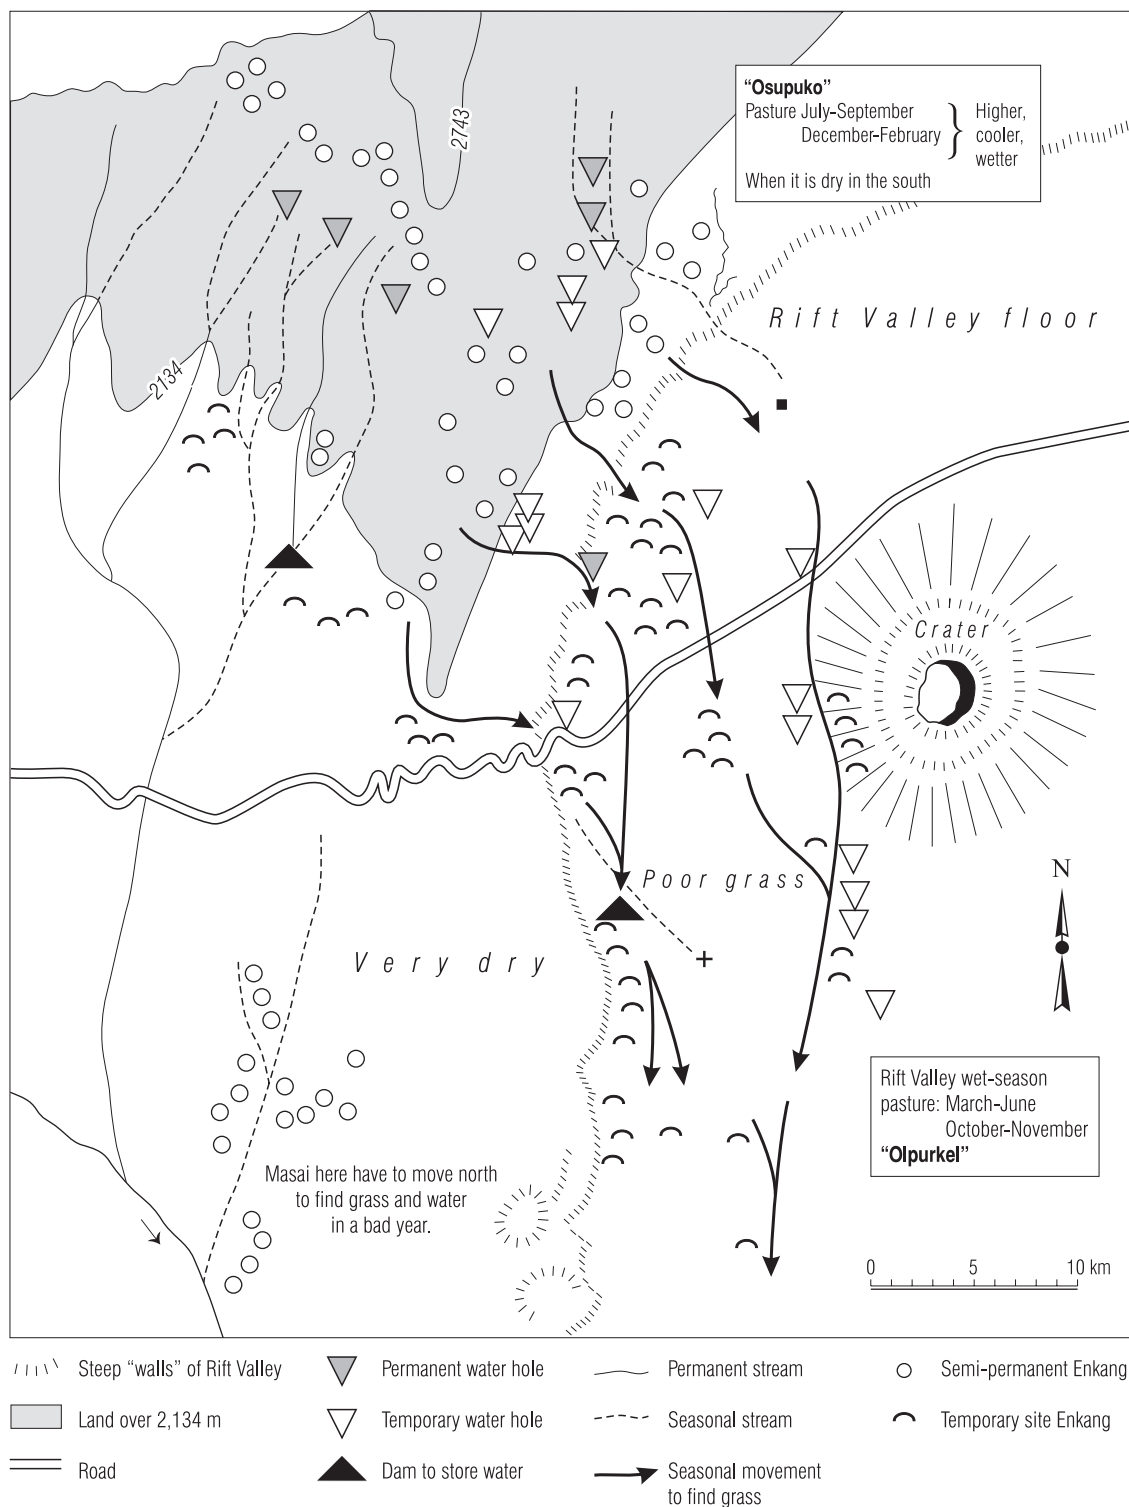 “Osupuko”
Pasture July-September
December-February
Higher,
cooler,
wetter
When it is dry in the south
2743
Rift Valley floor
2134
Crater
Poor grass
N
Very dry
Rift Valley wet-season
pasture: March-June
October-November
“Olpurkel”
Masai here have to move north
to find grass and water
in a bad year.
0 5 10 km
Steep “walls” of Rift Valley
Permanent water hole
Permanent stream
Semi-permanent Enkang
Land over 2,134 m
Temporary water hole
Seasonal stream
Temporary site Enkang
Road
Dam to store water
Seasonal movement
to find grass